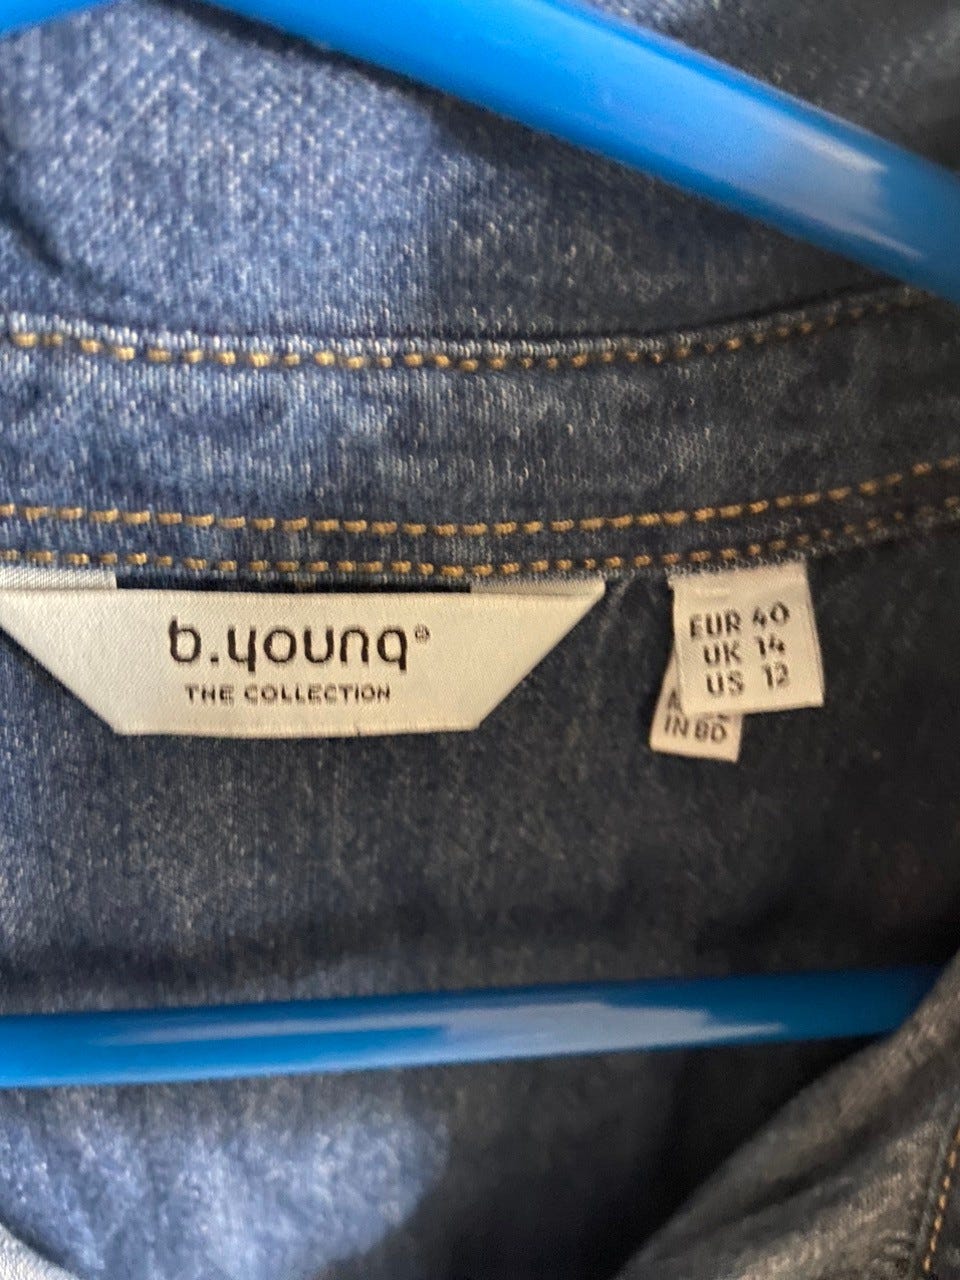 b.young®
THE COLLECTION
EUR 40
UK 14
US 12
IN BD